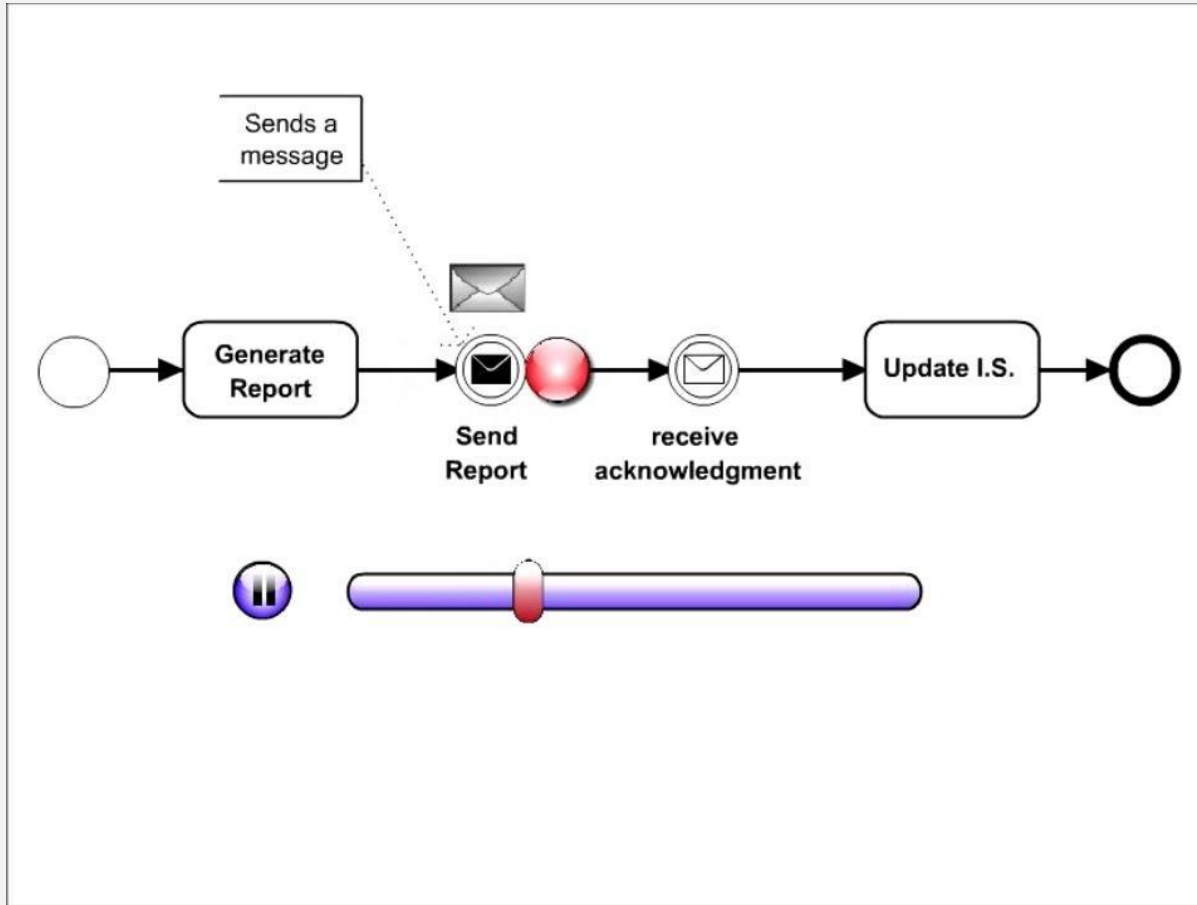 Sends a
message
Generate
Report
Send
Report
receive
acknowledgment
Update I.S.